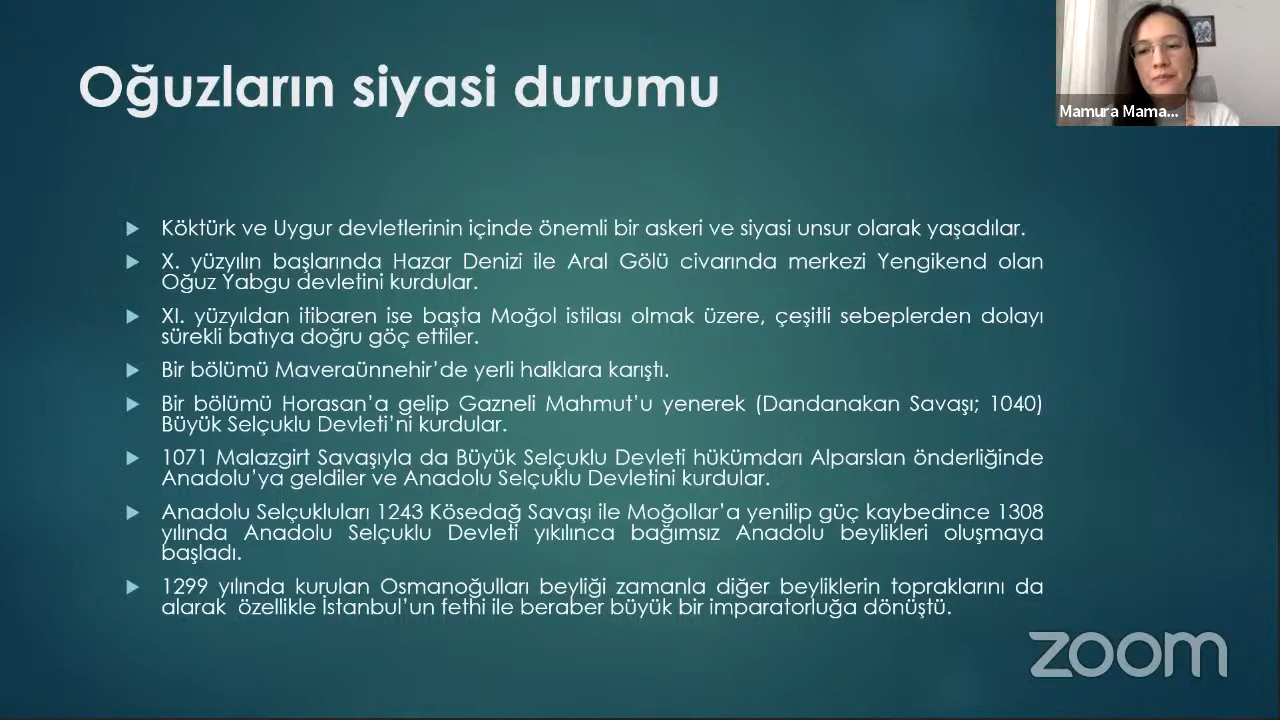 Oğuzların siyasi durumu
Mamura Mama...
Köktürk ve Uygur devletlerinin içinde önemli bir askeri ve siyasi unsur olarak yaşadılar.
X. yüzyılın başlarında Hazar Denizi ile Aral Gölü civarında merkezi Yengikend olan
Oğuz Yabgu devletini kurdular.
XI. yüzyıldan itibaren ise başta Moğol istilası olmak üzere, çeşitli sebeplerden dolayı
sürekli batıya doğru göç ettiler.
Bir bölümü Maveraünnehir’de yerli halklara karıştı.
Bir bölümü Horasan’a gelip Gazneli Mahmut’u yenerek (Dandanakan Savaşı; 1040)
Büyük Selçuklu Devleti’ni kurdular.
1071 Malazgirt Savaşıyla da Büyük Selçuklu Devleti hükümdarı Alparslan önderliğinde
Anadolu’ya geldiler ve Anadolu Selçuklu Devletini kurdular.
Anadolu Selçukluları 1243 Kösedağ Savaşı ile Moğollar’a yenilip güç kaybedince 1308
yılında Anadolu Selçuklu Devleti yıkılınca bağımsız Anadolu beylikleri oluşmaya
başladı.
1299 yılında kurulan Osmanoğulları beyliği zamanla diğer beyliklerin topraklarını da
alarak özellikle İstanbul’un fethi ile beraber büyük bir imparatorluğa dönüştü.
zoom